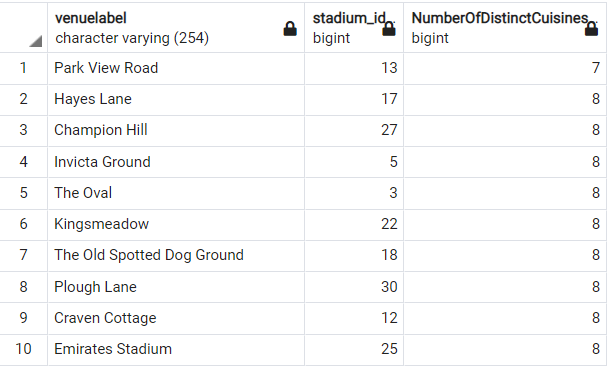 venuelabel stadium_id NumberOfDistinctCuisines
character varying (254) bigint bigint
1 Park View Road 13 7
2 Hayes Lane 17 8
3 Champion Hill 27 8
4 Invicta Ground 5 8
5 The Oval 3 8
6 Kingsmeadow 22 8
7 The Old Spotted Dog Ground 18 8
8 Plough Lane 30 8
9 Craven Cottage 12 8
10 Emirates Stadium 25 8